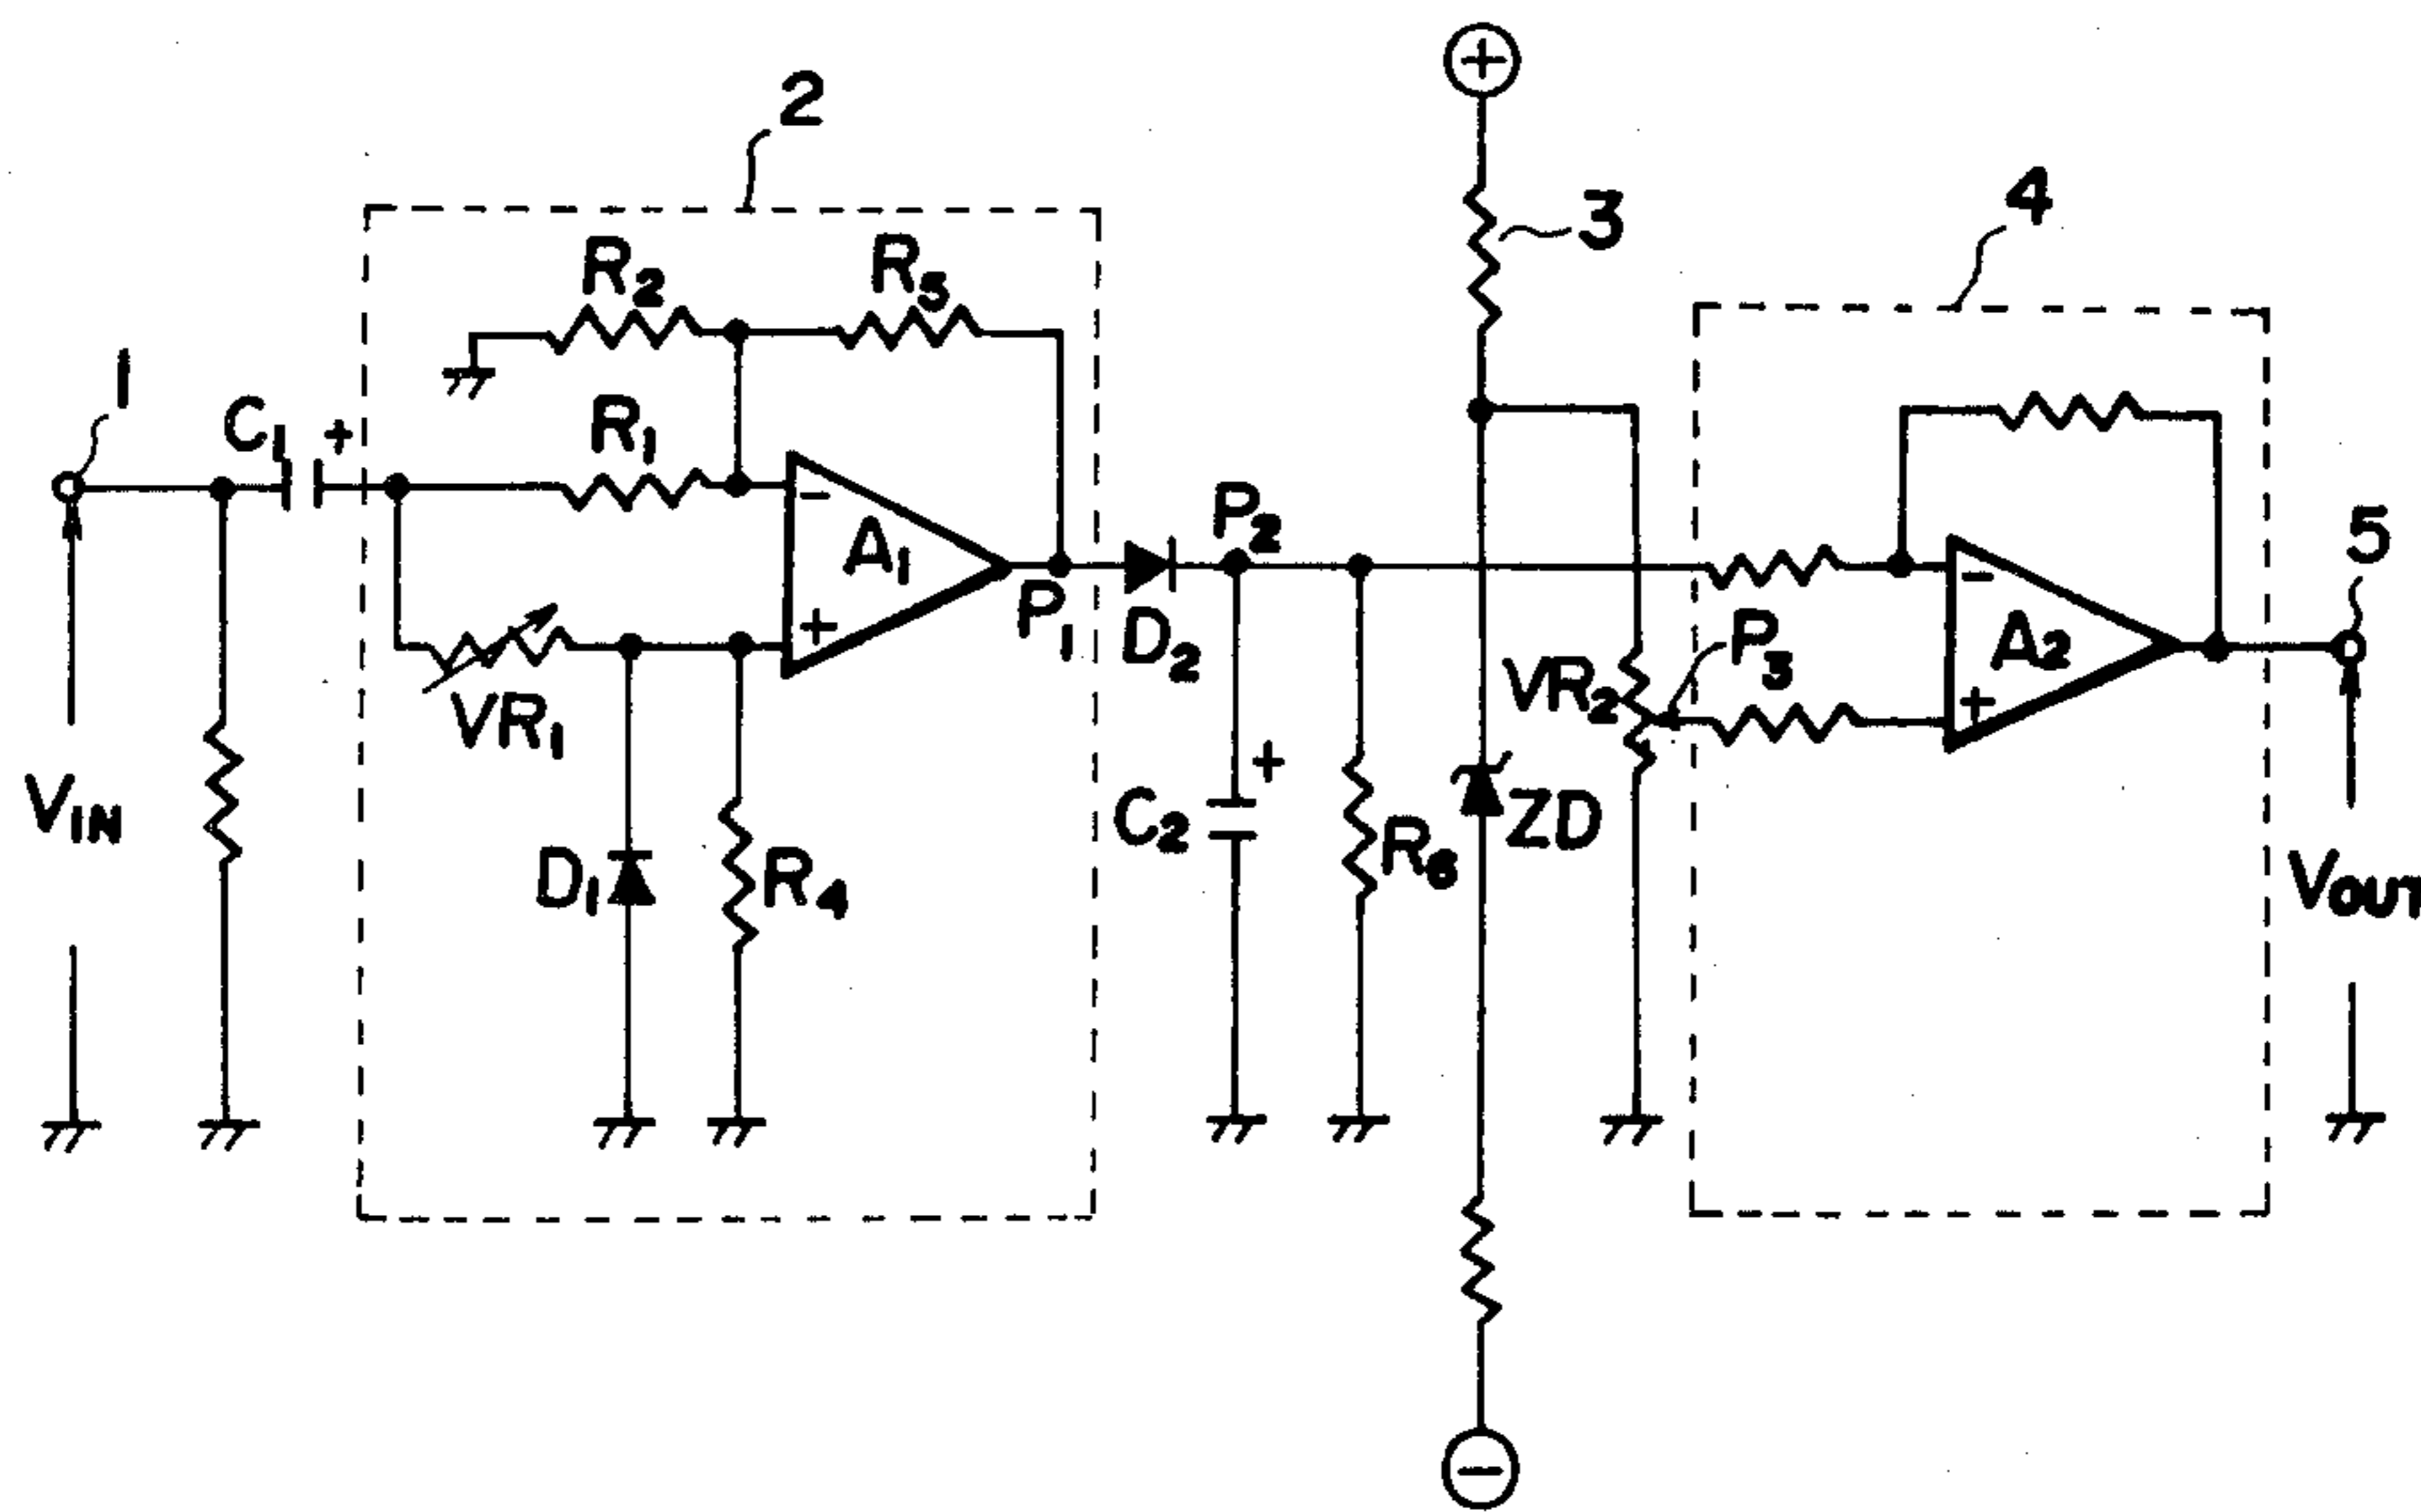 2
3
4
R2
R5
1
C1 +
R1
−
A1
+
P1
D2
P2
5
−
A2
+
P3
VR1
VR2
VIN
D1
R4
+
C2
R6
ZD
VOUT
+
−